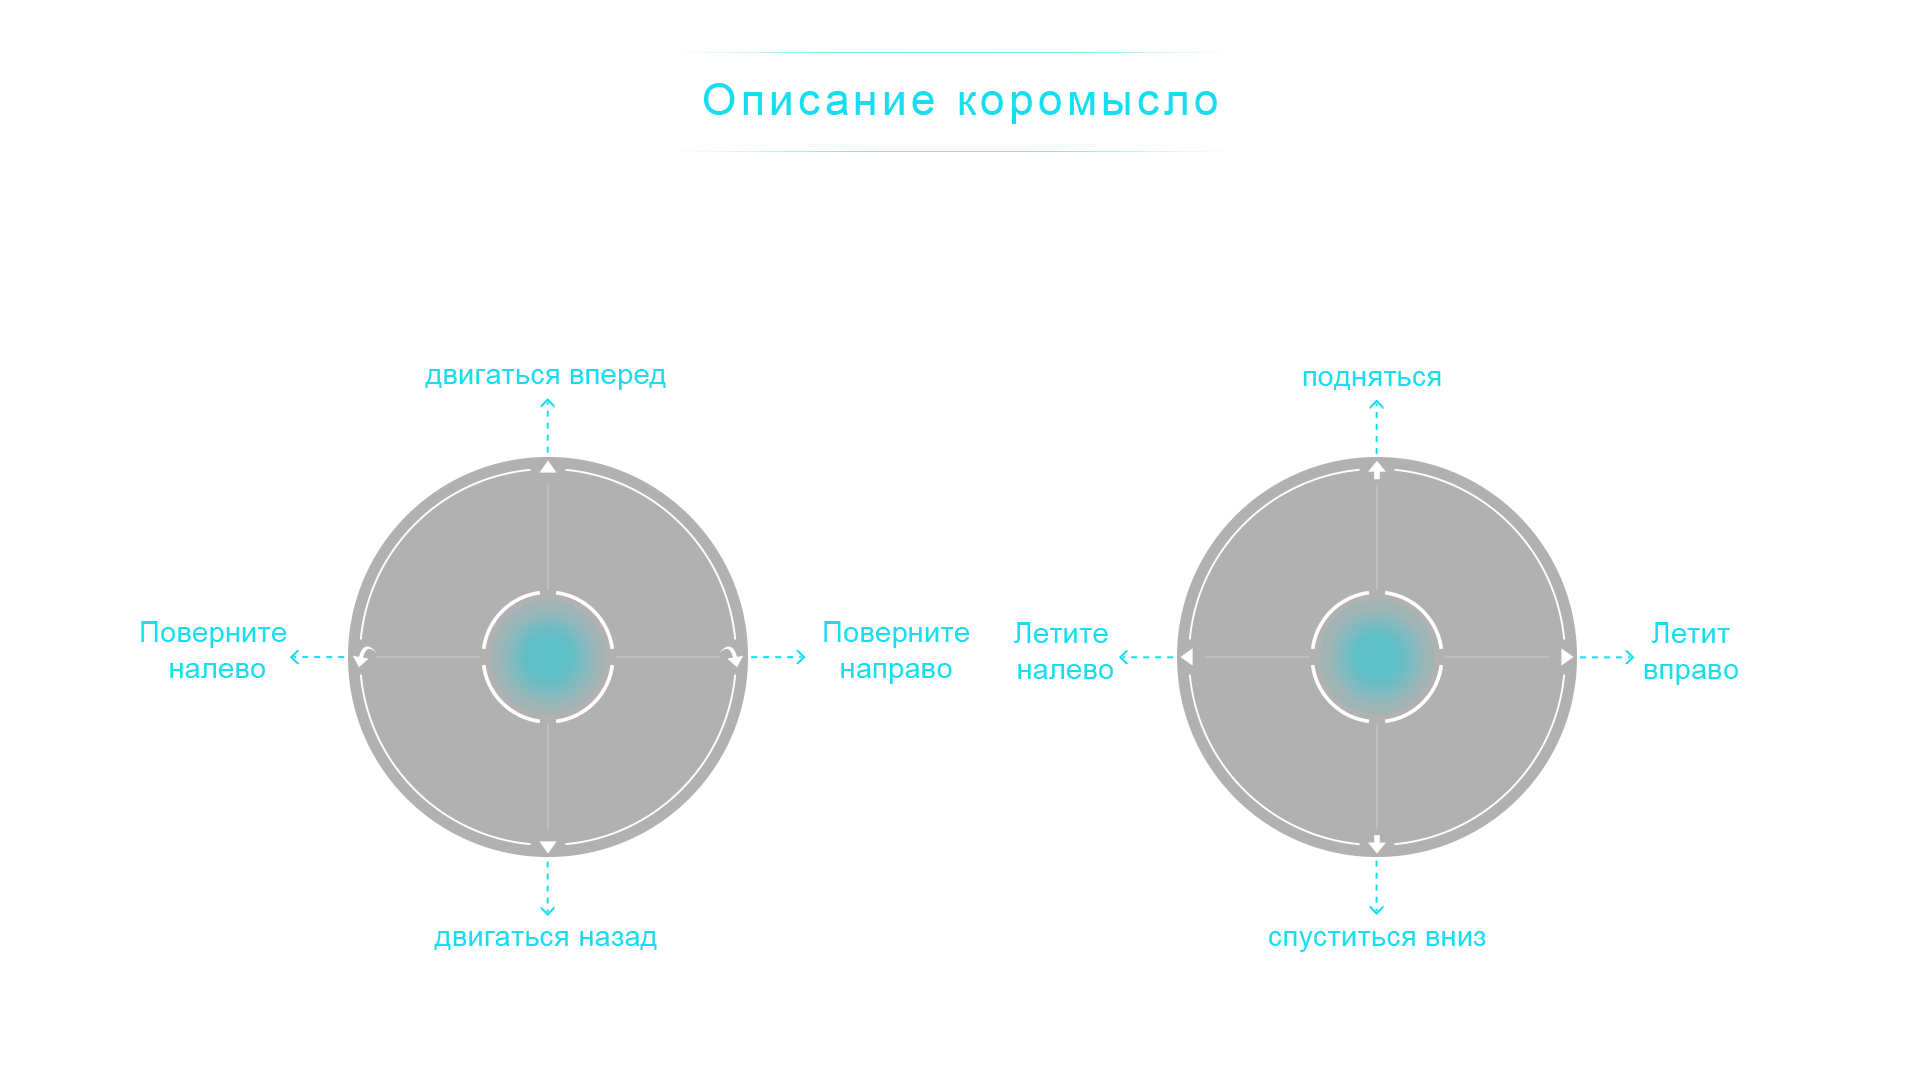 Описание коромысло
двигаться вперед
Поверните
налево
Поверните
направо
двигаться назад
подняться
Летите
налево
Летит
вправо
спуститься вниз